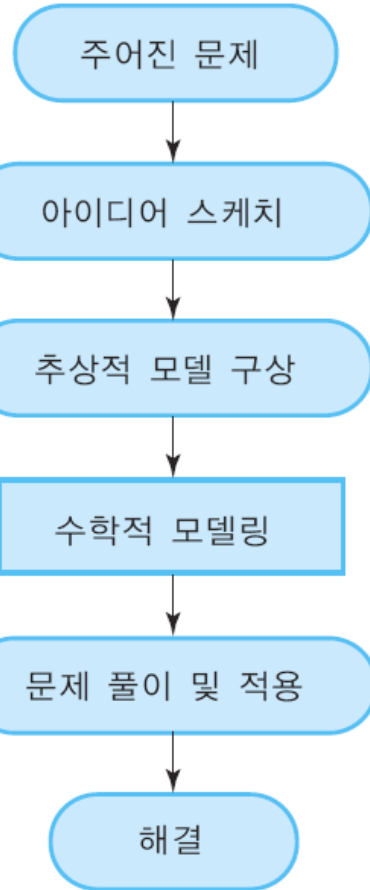 주어진 문제
아이디어 스케치
추상적 모델 구상
수학적 모델링
문제 풀이 및 적용
해결